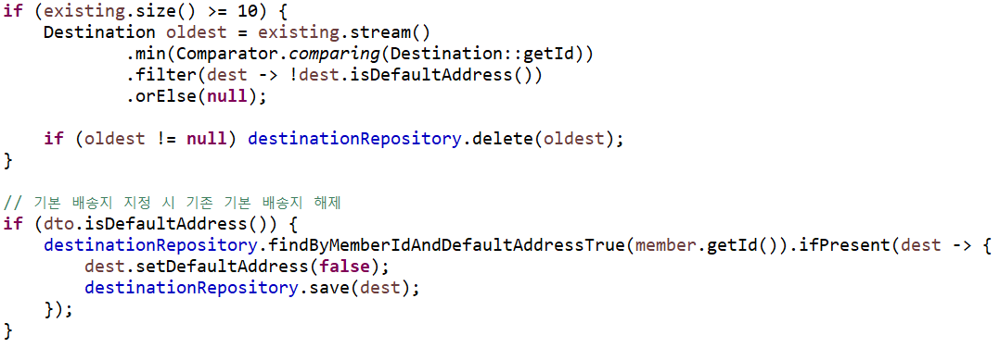 if (existing.size() >= 10) {
    Destination oldest = existing.stream()
            .min(Comparator.comparing(Destination::getId))
            .filter(dest -> !dest.isDefaultAddress())
            .orElse(null);

    if (oldest != null) destinationRepository.delete(oldest);
}

// 기본 배송지 지정 시 기존 기본 배송지 해제
if (dto.isDefaultAddress()) {
    destinationRepository.findByMemberIdAndDefaultAddressTrue(member.getId()).ifPresent(dest -> {
        dest.setDefaultAddress(false);
        destinationRepository.save(dest);
    });
}